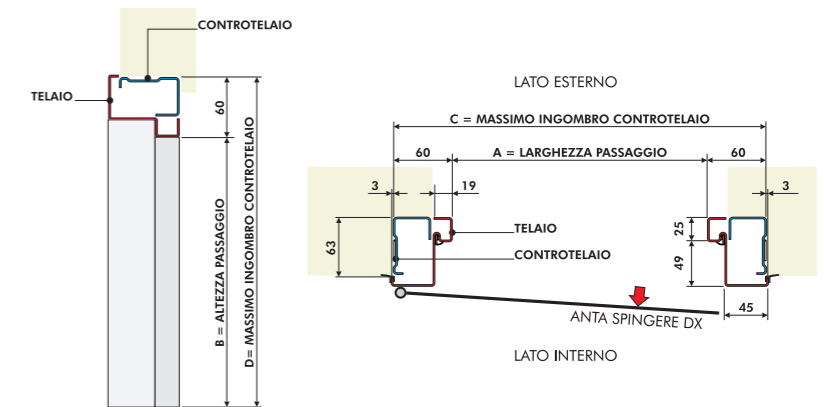 CONTROTELAIO
TELAIO
60
B = ALTEZZA PASSAGGIO
D= MASSIMO INGOMBRO CONTROTELAIO
LATO ESTERNO
C = MASSIMO INGOMBRO CONTROTELAIO
60
A = LARGHEZZA PASSAGGIO
60
3
19
3
63
TELAIO
25
CONTROTELAIO
49
45
ANTA SPINGERE DX
LATO INTERNO